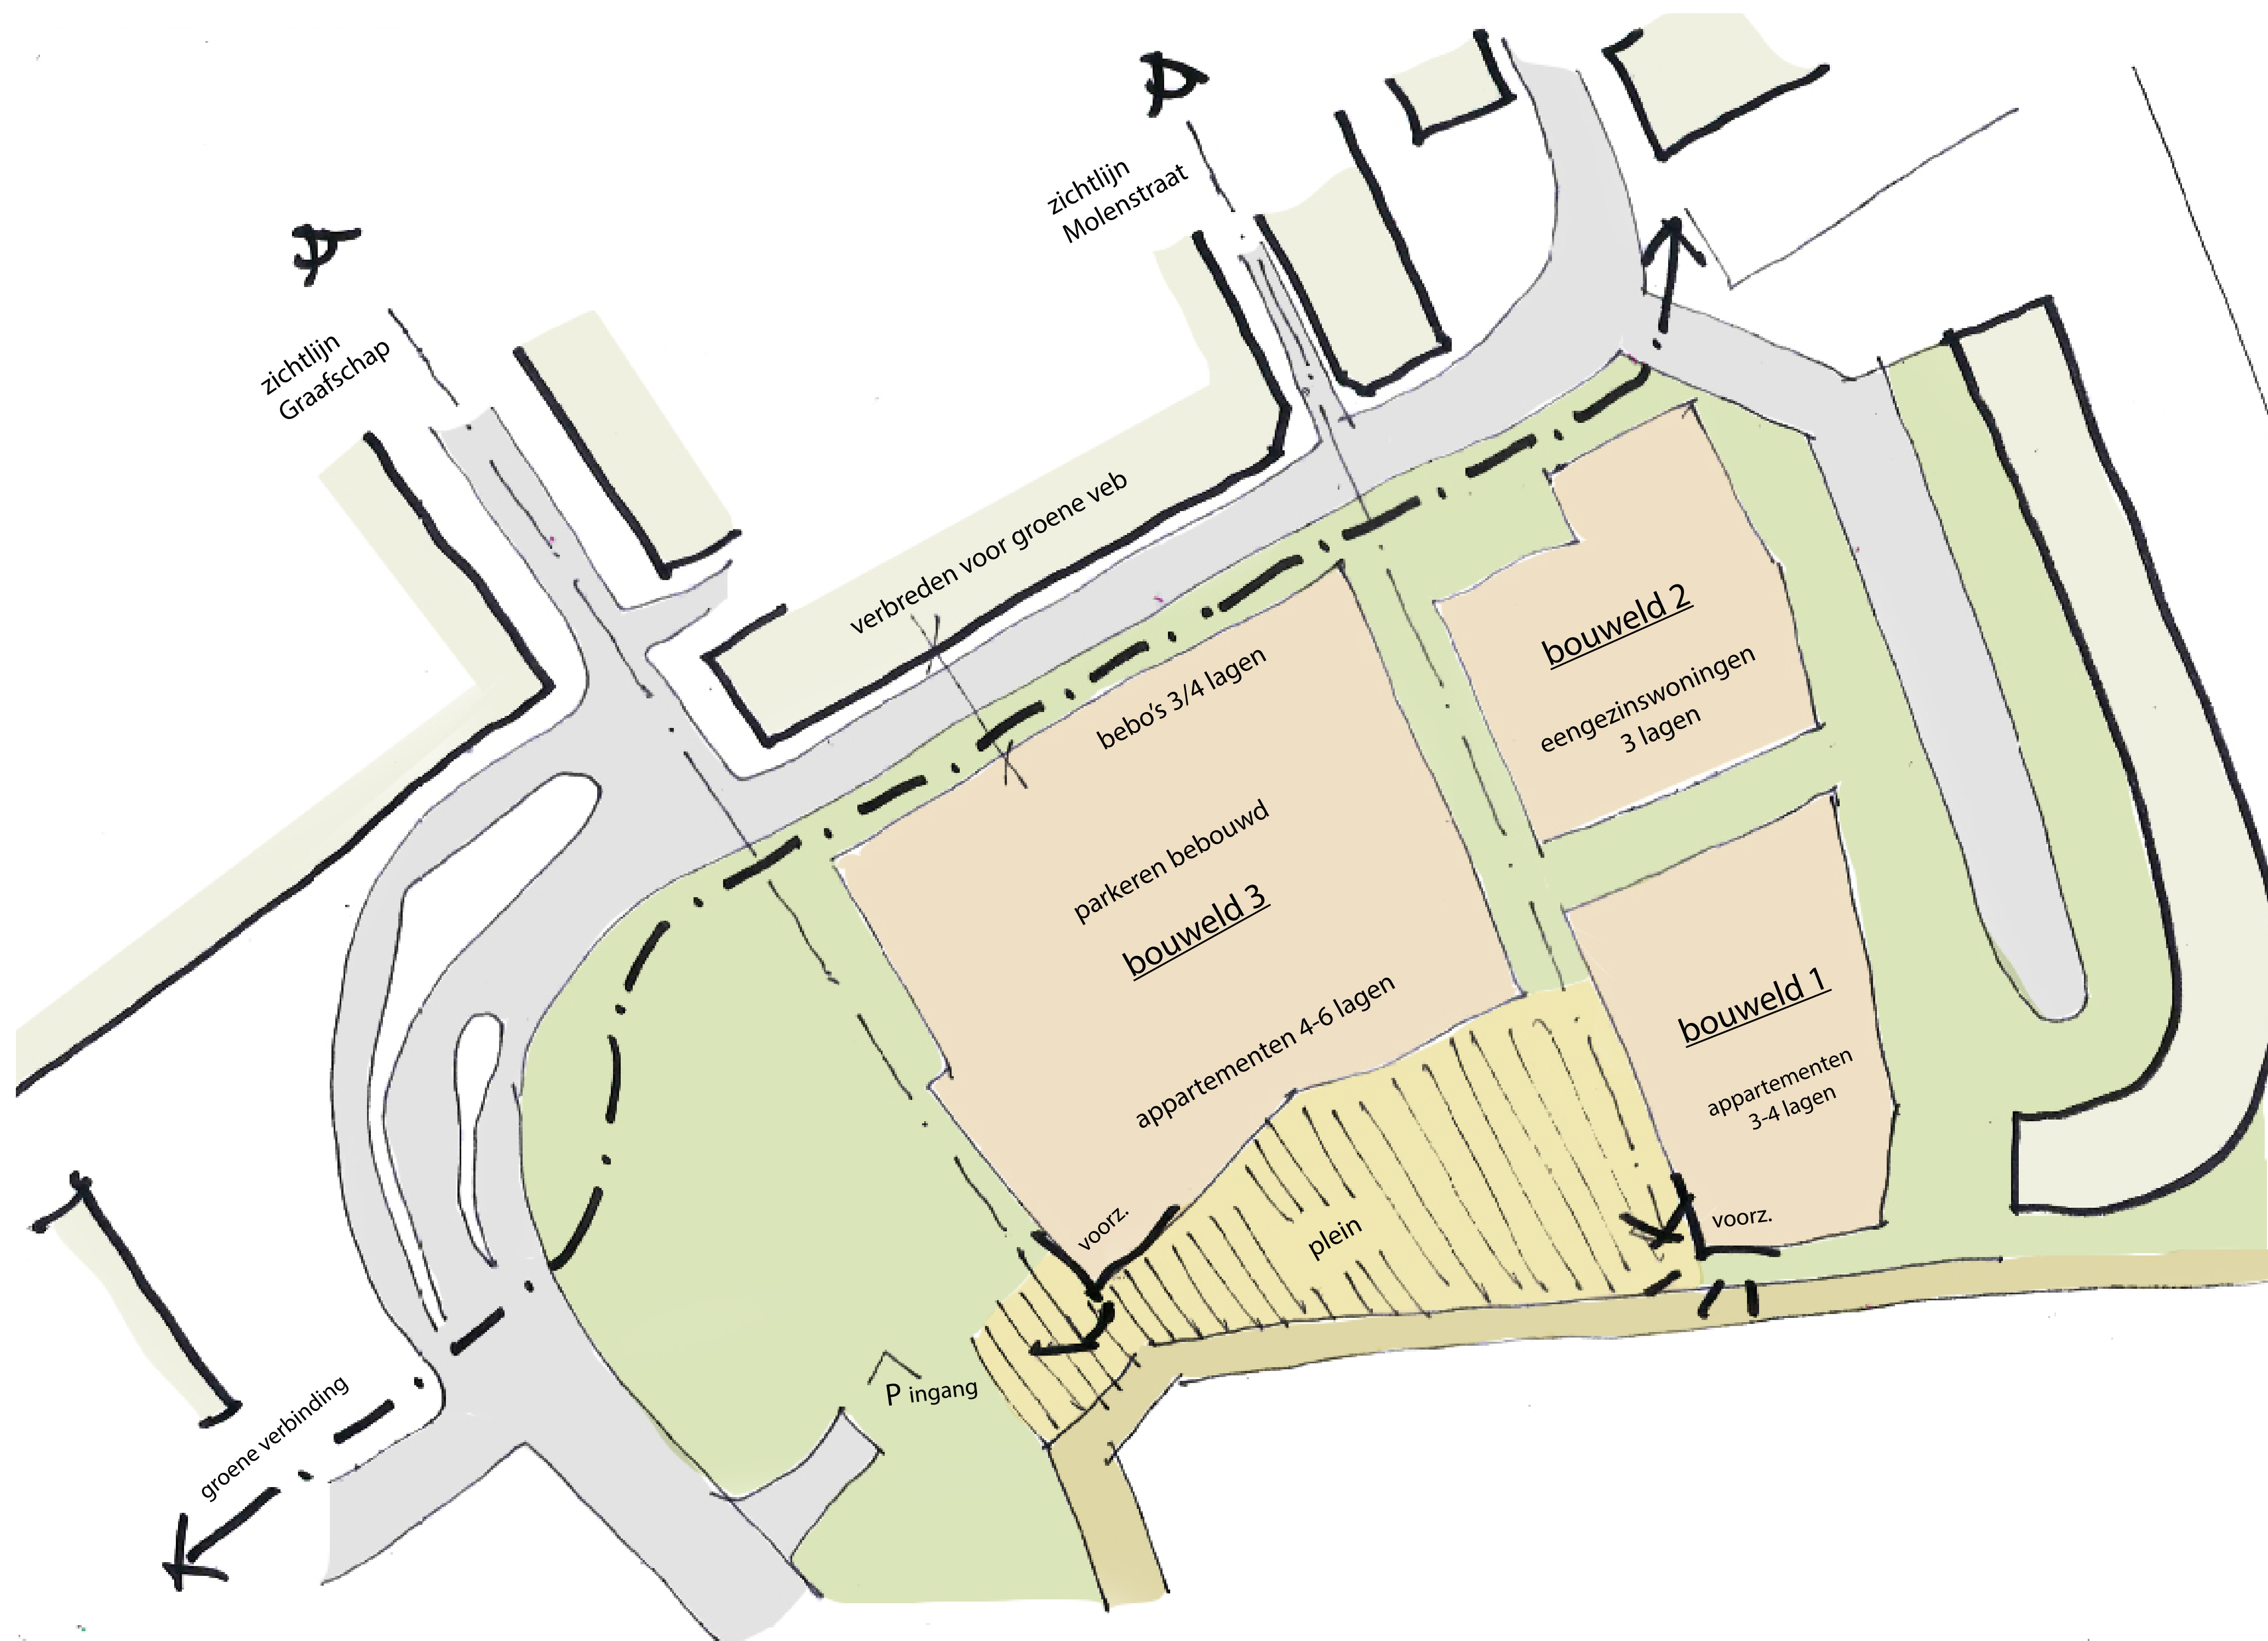 zichtlijn
Molenstraat
zichtlijn
Graafschap
verbreden voor groene veb
bebo's 3/4 lagen
parkeren bebouwd
bouweld 3
appartementen 4-6 lagen
bouweld 2
eengezinswoningen
3 lagen
bouweld 1
appartementen
3-4 lagen
voorz.
voorz.
plein
P ingang
groene verbinding